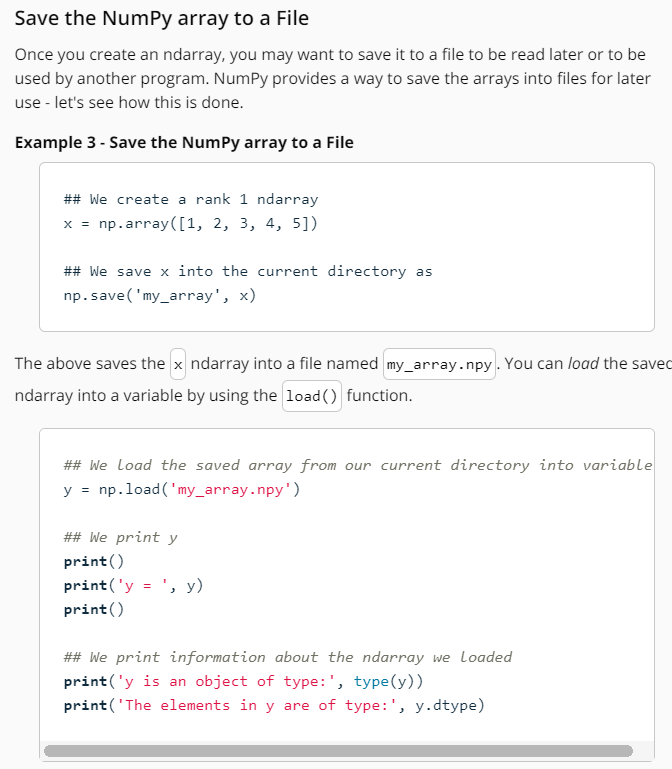 Save the NumPy array to a File
Once you create an ndarray, you may want to save it to a file to be read later or to be
used by another program. NumPy provides a way to save the arrays into files for later
use - let's see how this is done.
Example 3 - Save the NumPy array to a File
## We create a rank 1 ndarray
x = np.array([1, 2, 3, 4, 5])
## We save x into the current directory as
np.save('my_array', x)
The above saves the x ndarray into a file named my_array.npy. You can load the saved
ndarray into a variable by using the load() function.
## We load the saved array from our current directory into variable
y = np.load('my_array.npy')
## We print y
print()
print('y = ', y)
print()
## We print information about the ndarray we loaded
print('y is an object of type:', type(y))
print('The elements in y are of type:', y.dtype)